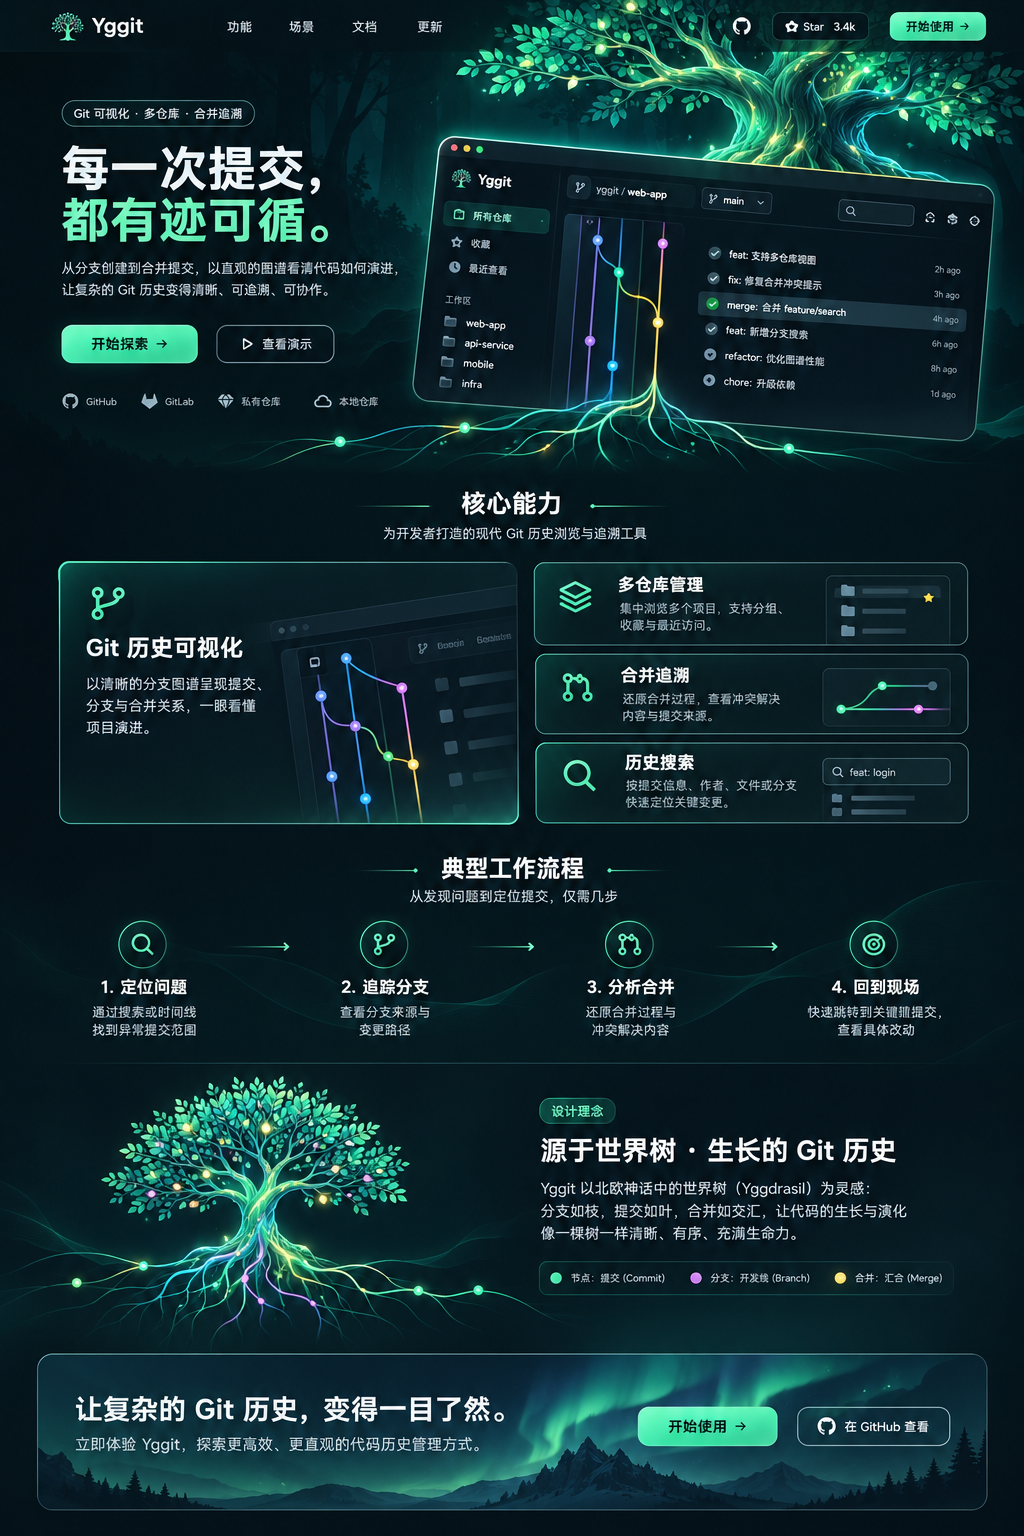 Yggit
功能
场景
文档
更新
Star 3.4k
开始使用 →
Git 可视化 · 多仓库 · 合并追溯
每一次提交，
都有迹可循。
从分支创建到合并提交，以直观的图谱看清代码如何演进，
让复杂的 Git 历史变得清晰、可追溯、可协作。
开始探索 →
查看演示
GitHub
GitLab
私有仓库
本地仓库
Yggit
所有仓库
收藏
最近查看
工作区
web-app
api-service
mobile
infra
yggit / web-app
main
feat: 支持多仓库视图
2h ago
fix: 修复合并冲突提示
3h ago
merge: 合并 feature/search
4h ago
feat: 新增分支搜索
6h ago
refactor: 优化图谱性能
8h ago
chore: 升级依赖
1d ago
核心能力
为开发者打造的现代 Git 历史浏览与追溯工具
Git 历史可视化
以清晰的分支图谱呈现提交、
分支与合并关系，一眼看懂
项目演进。
多仓库管理
集中浏览多个项目，支持分组、
收藏与最近访问。
合并追溯
还原合并过程，查看冲突解决
内容与提交来源。
历史搜索
按提交信息、作者、文件或分支
快速定位关键变更。
feat: login
典型工作流程
从发现问题到定位提交，仅需几步
1. 定位问题
通过搜索或时间线
找到异常提交范围
2. 追踪分支
查看分支来源与
变更路径
3. 分析合并
还原合并过程与
冲突解决内容
4. 回到现场
快速跳转到关键提交，
查看具体改动
设计理念
源于世界树 · 生长的 Git 历史
Yggit 以北欧神话中的世界树（Yggdrasil）为灵感：
分支如枝，提交如叶，合并如交汇，让代码的生长与演化
像一棵树一样清晰、有序、充满生命力。
节点：提交 (Commit)
分支：开发线 (Branch)
合并：汇合 (Merge)
让复杂的 Git 历史，变得一目了然。
立即体验 Yggit，探索更高效、更直观的代码历史管理方式。
开始使用 →
在 GitHub 查看